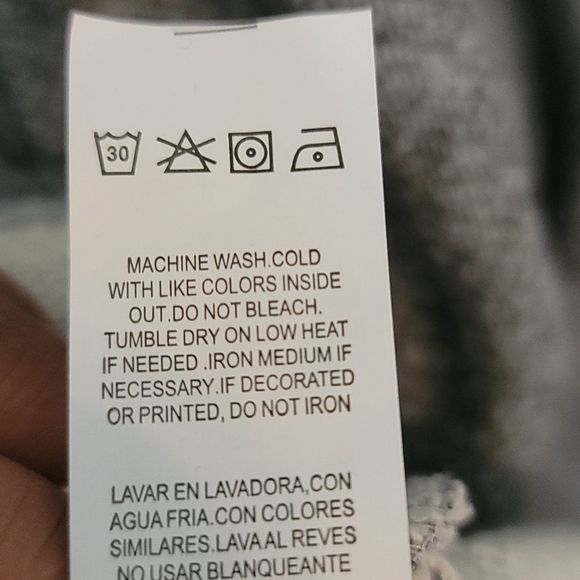 30
MACHINE WASH.COLD
WITH LIKE COLORS INSIDE
OUT.DO NOT BLEACH.
TUMBLE DRY ON LOW HEAT
IF NEEDED .IRON MEDIUM IF
NECESSARY.IF DECORATED
OR PRINTED, DO NOT IRON
LAVAR EN LAVADORA,CON
AGUA FRIA.CON COLORES
SIMILARES.LAVA AL REVES
NO USAR BLANQUEANTE